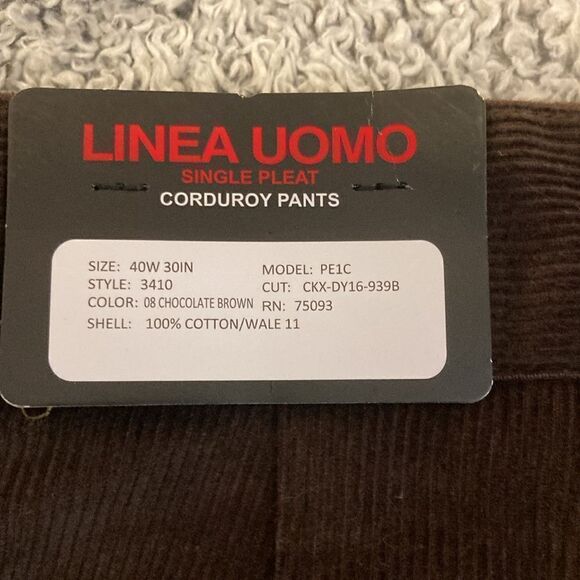 LINEA UOMO
SINGLE PLEAT
CORDUROY PANTS
SIZE: 40W 30IN MODEL: PE1C
STYLE: 3410 CUT: CKX-DY16-939B
COLOR: 08 CHOCOLATE BROWN RN: 75093
SHELL: 100% COTTON/WALE 11